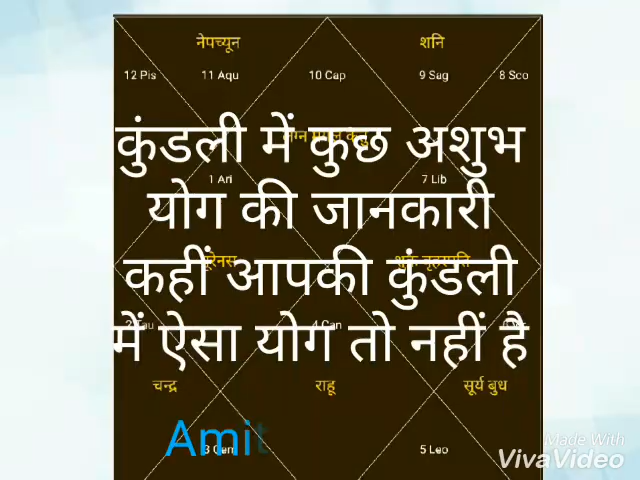 नेपच्यून शनि
12 Pis 11 Aqu 10 Cap 9 Sag 8 Sco
कुंडली में कुछ अशुभ
1 Ari 7 Lib
योग की जानकारी
कहीं आपकी कुंडली
में ऐसा योग तो नहीं है
चन्द्र राहू सूर्य बुध
Amit
5 Leo
Made With
VivaVideo